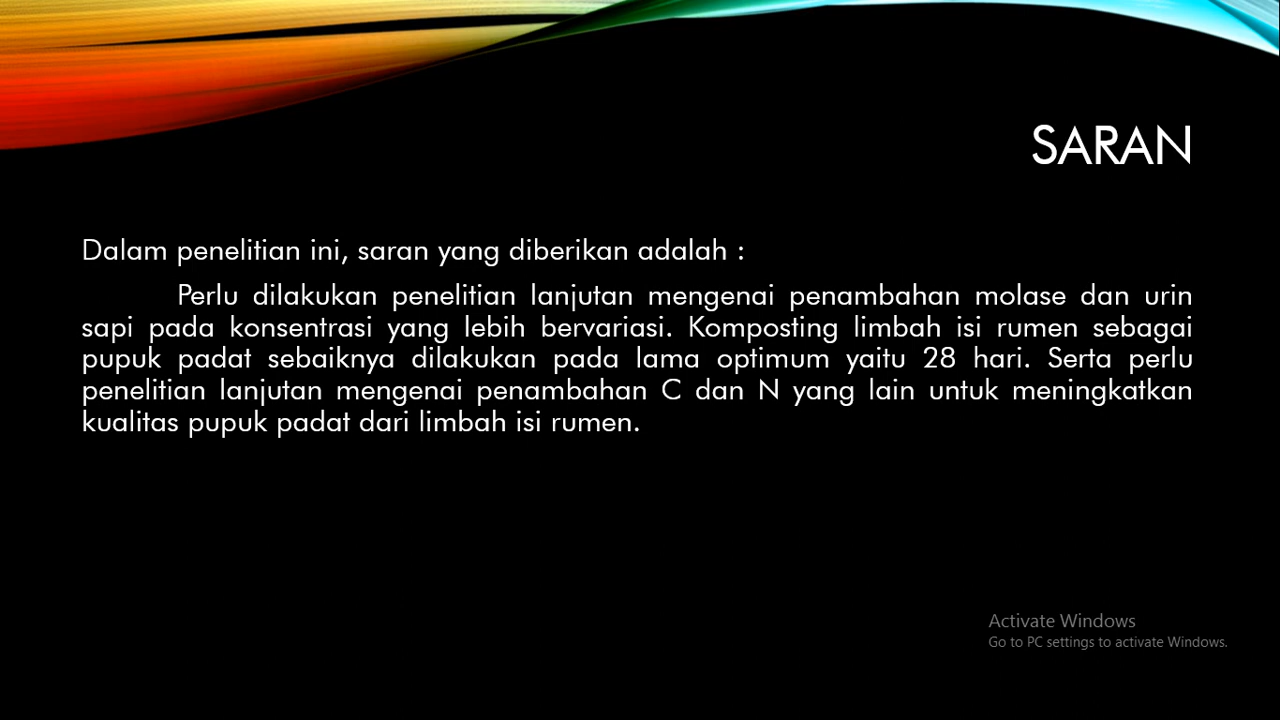 SARAN
Dalam penelitian ini, saran yang diberikan adalah :
Perlu dilakukan penelitian lanjutan mengenai penambahan molase dan urin
sapi pada konsentrasi yang lebih bervariasi. Komposting limbah isi rumen sebagai
pupuk padat sebaiknya dilakukan pada lama optimum yaitu 28 hari. Serta perlu
penelitian lanjutan mengenai penambahan C dan N yang lain untuk meningkatkan
kualitas pupuk padat dari limbah isi rumen.
Activate Windows
Go to PC settings to activate Windows.